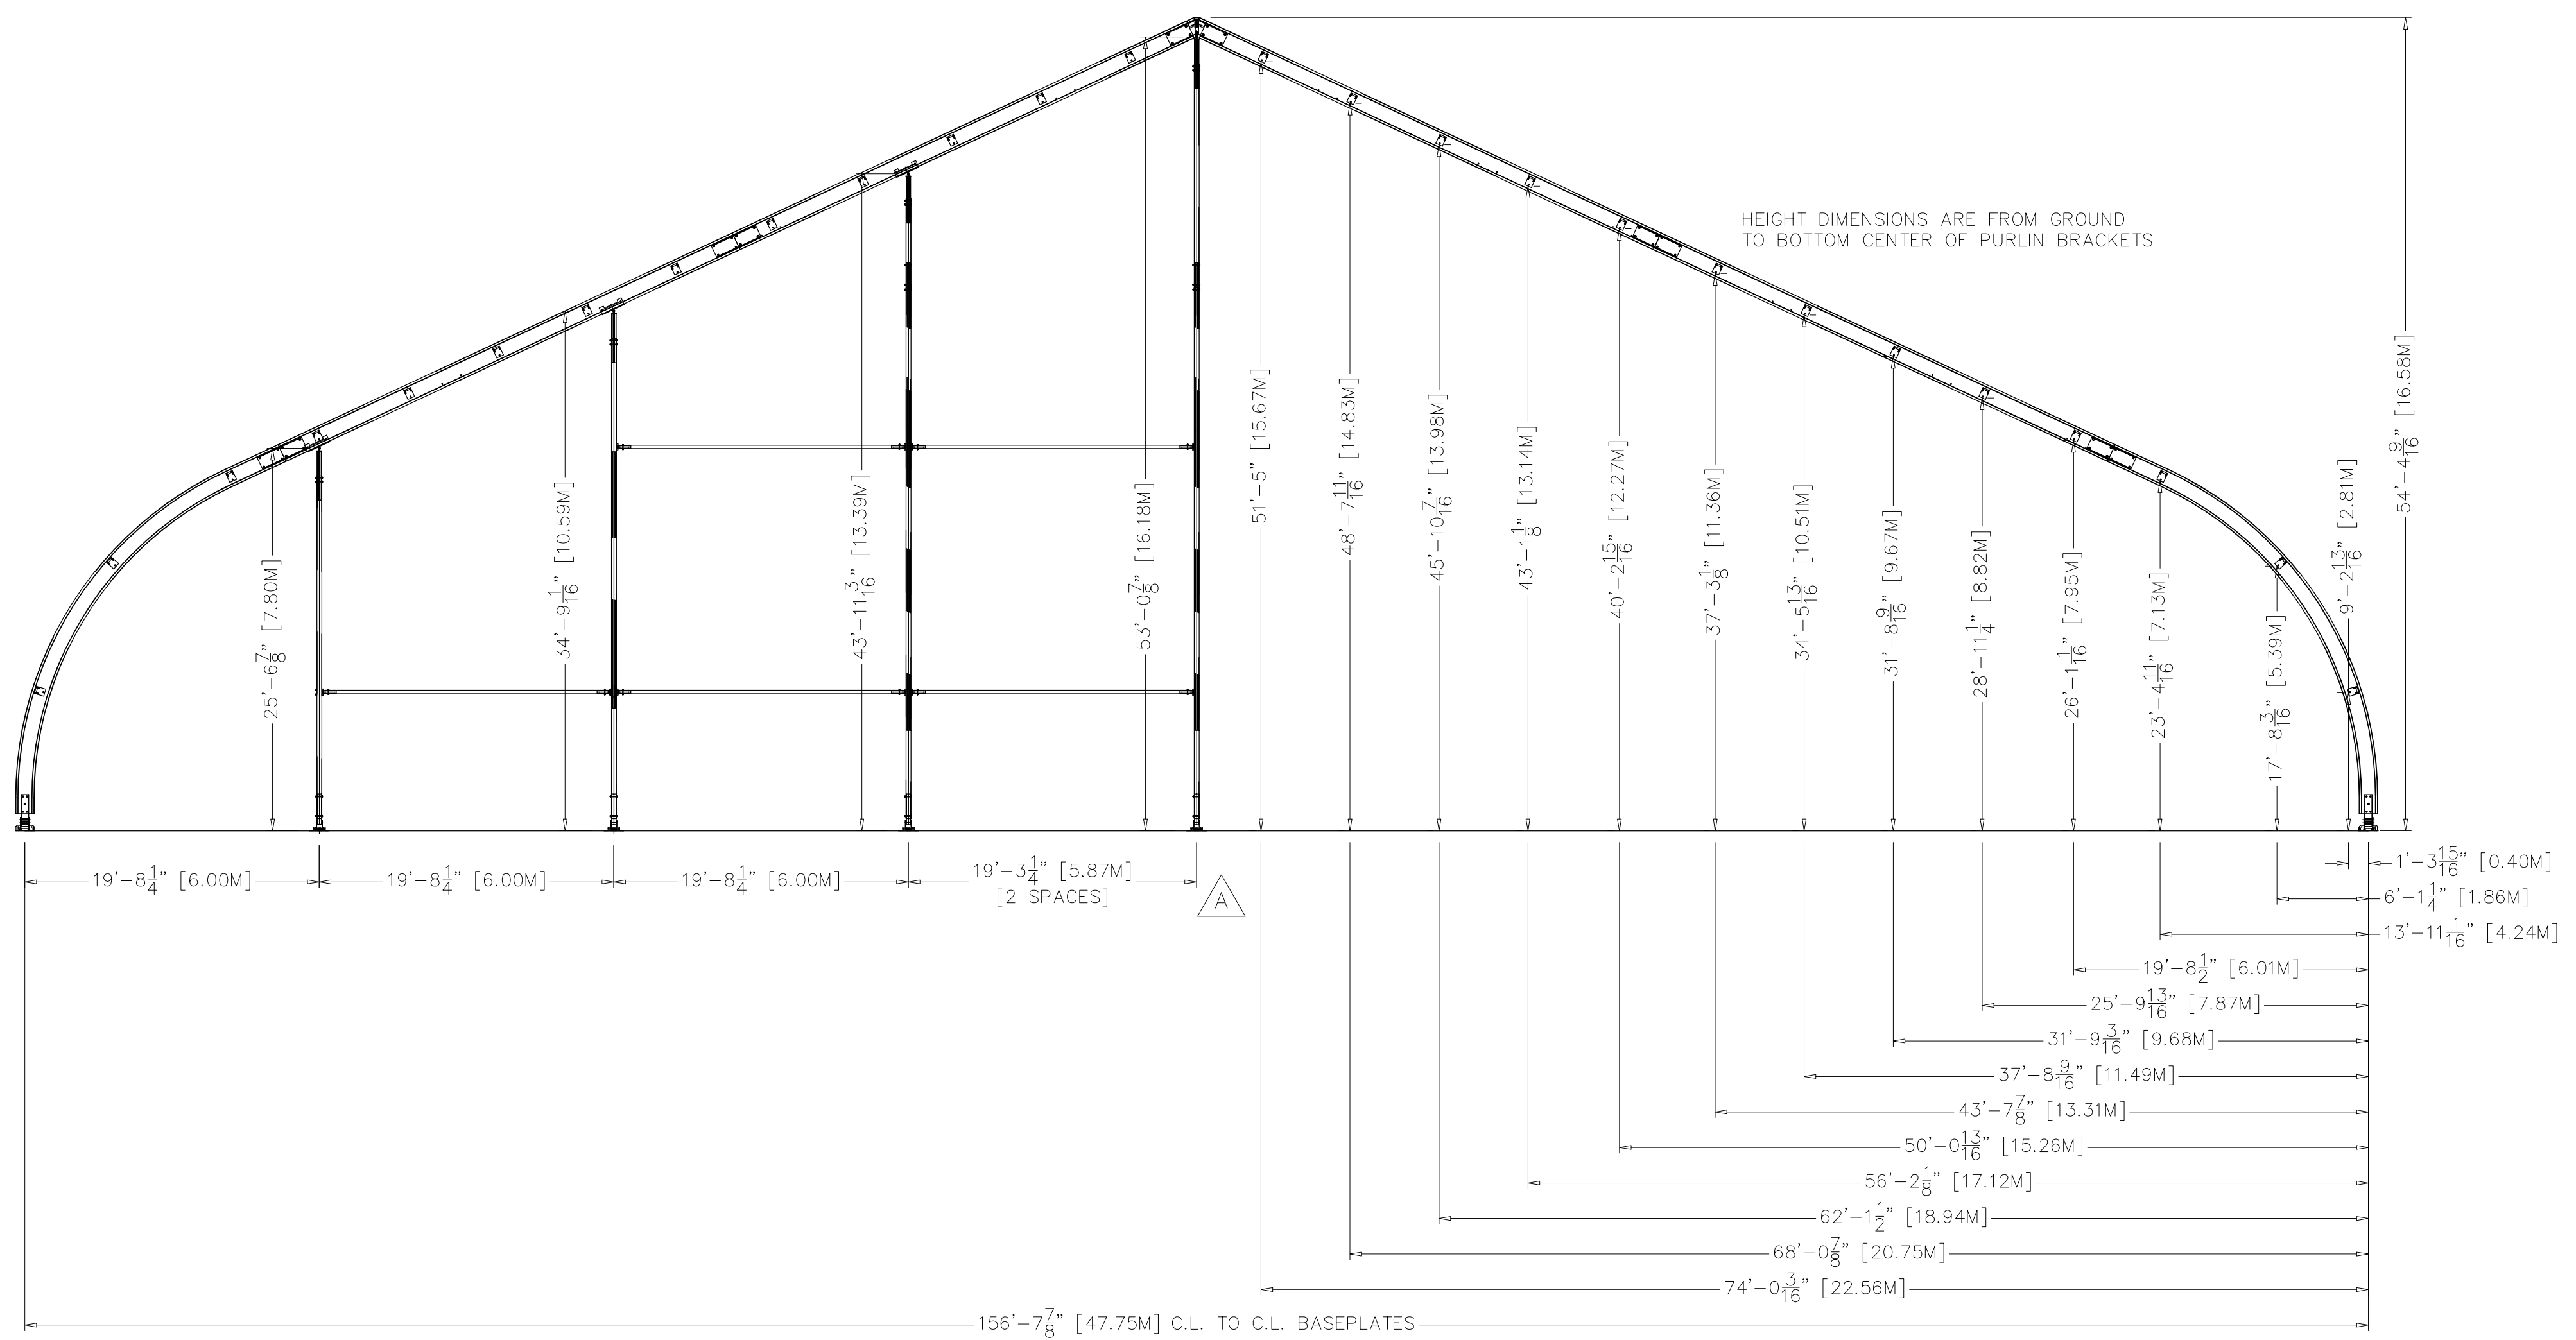 HEIGHT DIMENSIONS ARE FROM GROUND
TO BOTTOM CENTER OF PURLIN BRACKETS
25'-6 7/8" [7.80M]
34'-9 1/16" [10.59M]
43'-11 3/16" [13.39M]
53'-0 7/8" [16.18M]
51'-5" [15.67M]
48'-7 11/16" [14.83M]
45'-10 7/16" [13.98M]
43'-1 1/8" [13.14M]
40'-2 15/16" [12.27M]
37'-3 1/8" [11.36M]
34'-5 13/16" [10.51M]
31'-8 9/16" [9.67M]
28'-11 1/4" [8.82M]
26'-1 1/16" [7.95M]
23'-4 11/16" [7.13M]
17'-8 3/16" [5.39M]
9'-2 13/16" [2.81M]
54'-4 9/16" [16.58M]
19'-8 1/4" [6.00M]
19'-8 1/4" [6.00M]
19'-8 1/4" [6.00M]
19'-3 1/4" [5.87M]
[2 SPACES]
A
1'-3 15/16" [0.40M]
6'-1 1/4" [1.86M]
13'-11 1/16" [4.24M]
19'-8 1/2" [6.01M]
25'-9 13/16" [7.87M]
31'-9 3/16" [9.68M]
37'-8 9/16" [11.49M]
43'-7 7/8" [13.31M]
50'-0 13/16" [15.26M]
56'-2 1/8" [17.12M]
62'-1 1/2" [18.94M]
68'-0 7/8" [20.75M]
74'-0 3/16" [22.56M]
156'-7 7/8" [47.75M] C.L. TO C.L. BASEPLATES